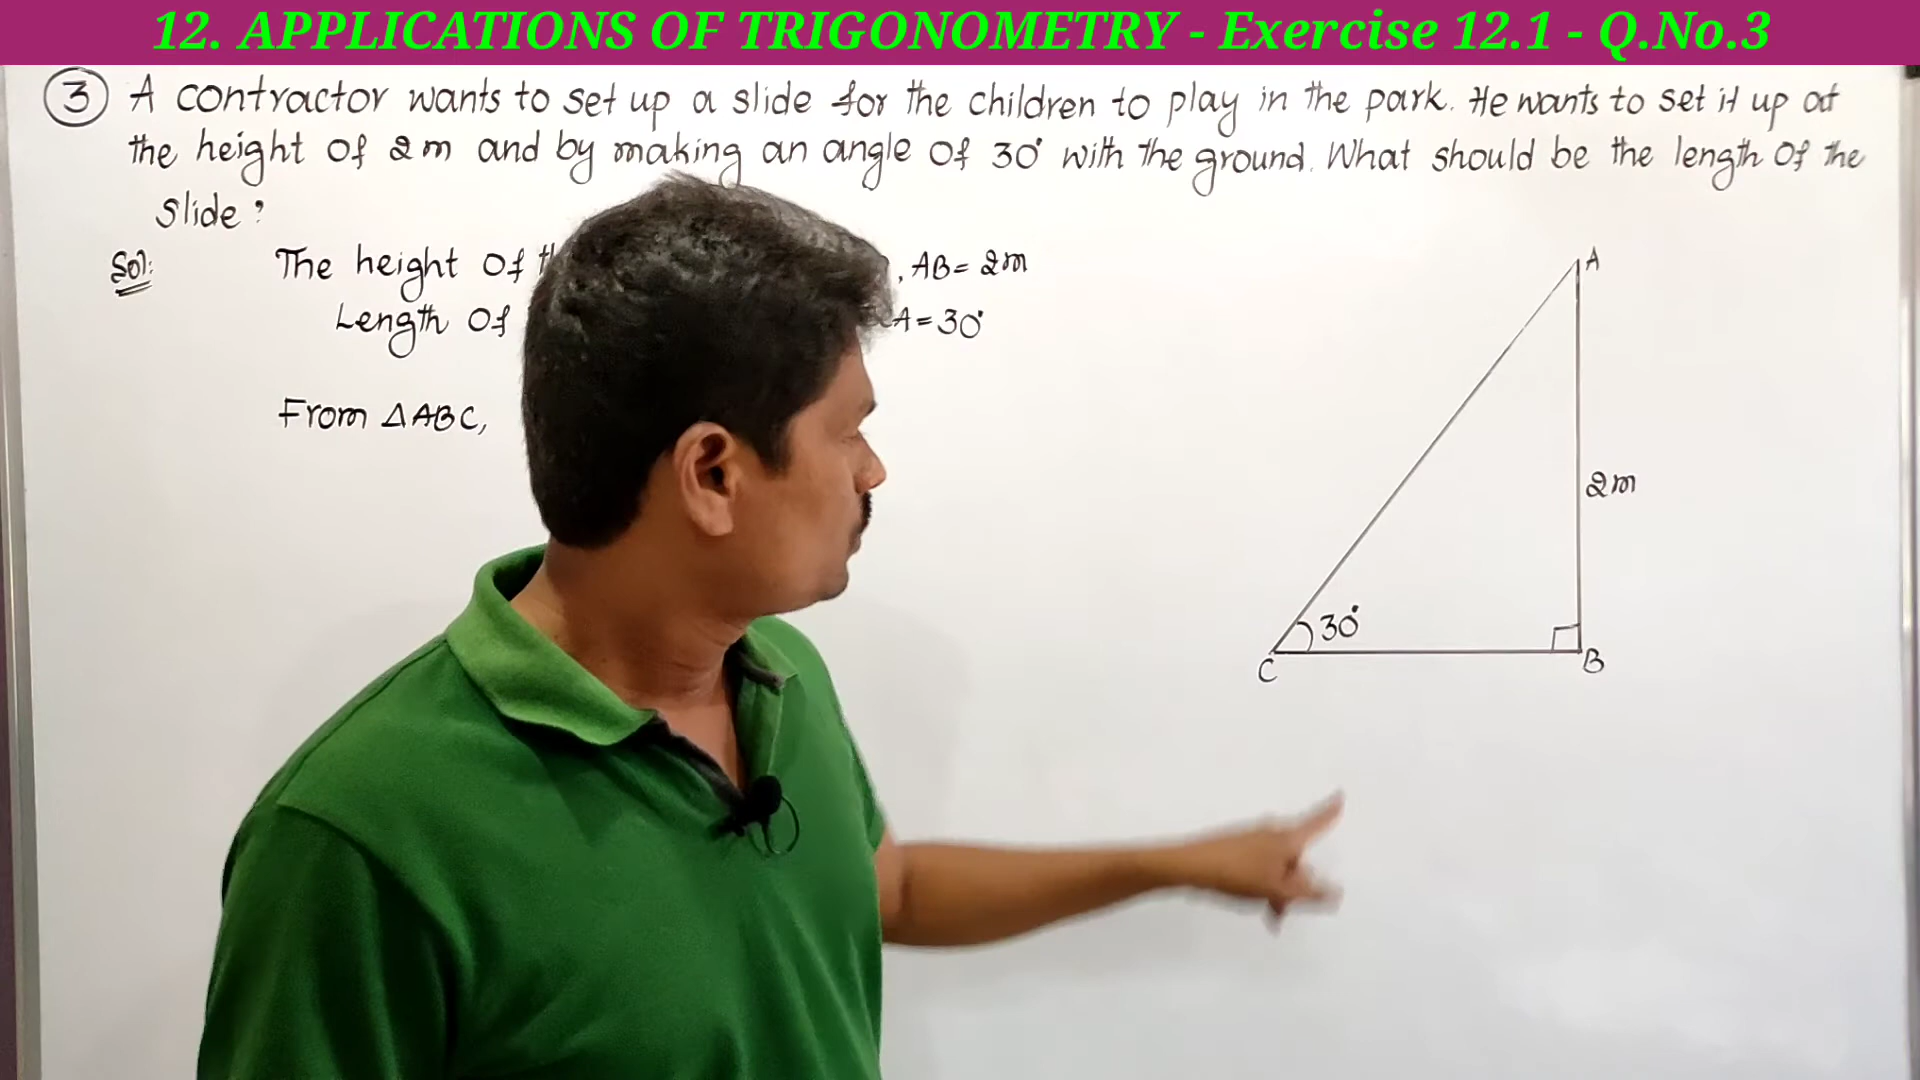 12. APPLICATIONS OF TRIGONOMETRY - Exercise 12.1 - Q.No.3
3 A contractor wants to set up a slide for the children to play in the park. He wants to set it up at
the height of 2m and by making an angle of 30° with the ground. What should be the length of the
slide?
Sol: The height of , AB = 2m
Length of A = 30°
From ΔABC,
A
2m
30°
C
B